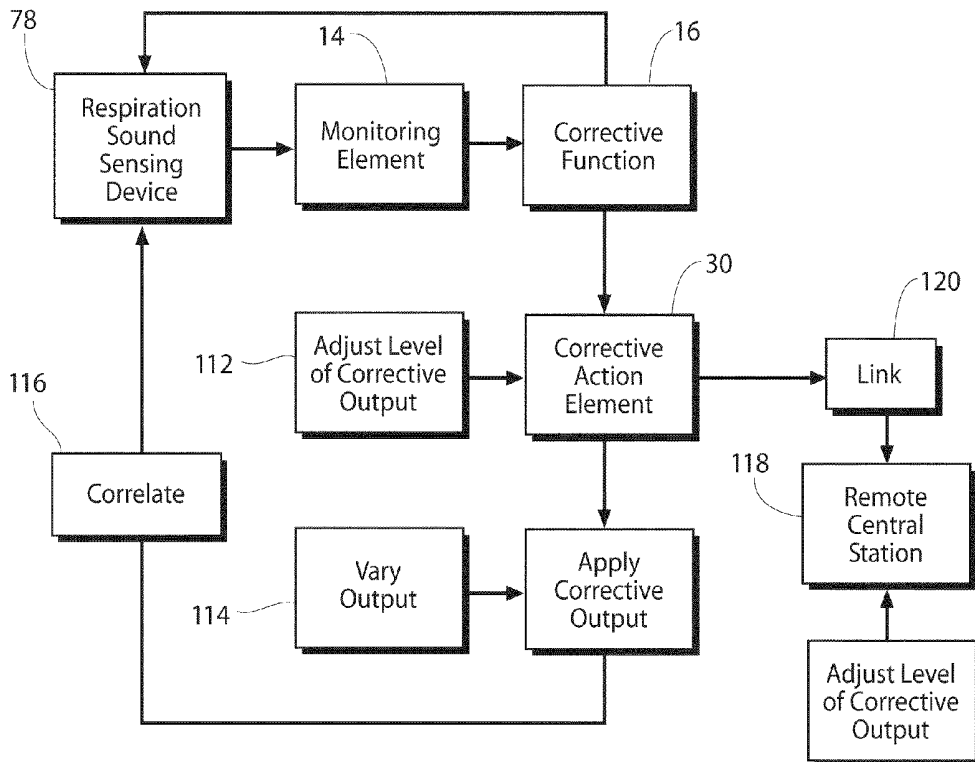 78
14
16
Respiration
Sound
Sensing
Device
Monitoring
Element
Corrective
Function
30
120
112
Adjust Level
of Corrective
Output
Corrective
Action
Element
Link
116
Correlate
118
Remote
Central
Station
114
Vary
Output
Apply
Corrective
Output
Adjust Level
of Corrective
Output